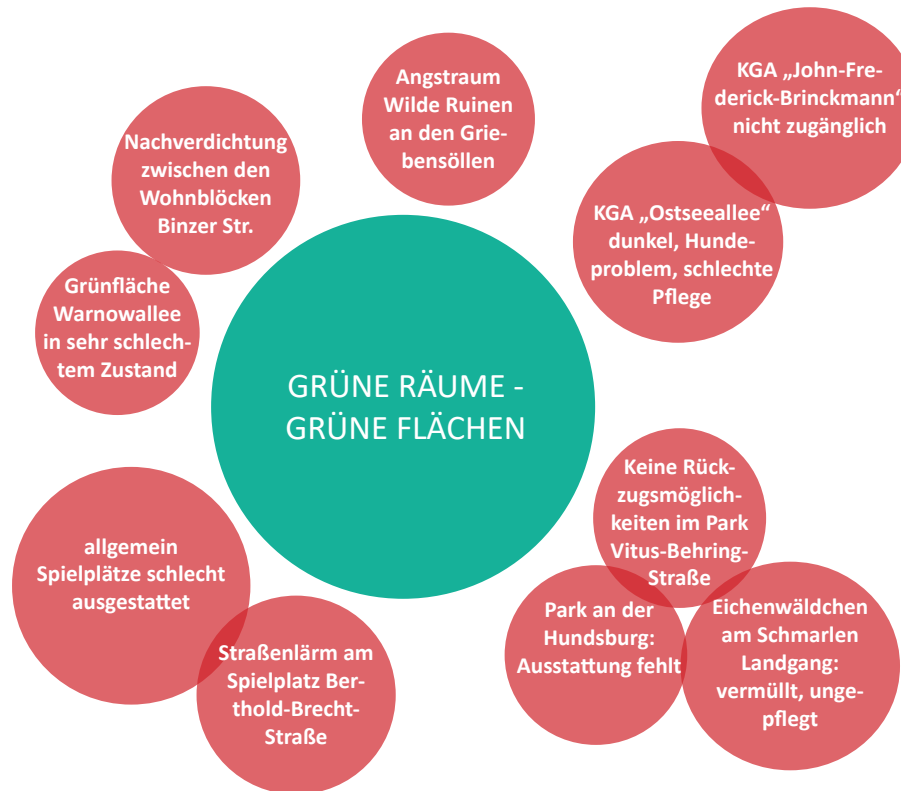 Angstraum
Wilde Ruinen
an den Grie-
bensöllen
KGA „John-Fre-
derick-Brinckmann“
nicht zugänglich
Nachverdichtung
zwischen den
Wohnblöcken
Binzer Str.
KGA „Ostseeallee“
dunkel, Hunde-
problem, schlechte
Pflege
Grünfläche
Warnowallee
in sehr schlech-
tem Zustand
GRÜNE RÄUME -
GRÜNE FLÄCHEN
Keine Rück-
zugsmöglich-
keiten im Park
Vitus-Behring-
Straße
allgemein
Spielplätze schlecht
ausgestattet
Park an der
Hundsburg:
Ausstattung fehlt
Eichenwäldchen
am Schmarlen
Landgang:
vermüllt, unge-
pflegt
Straßenlärm am
Spielplatz Ber-
thold-Brecht-
Straße